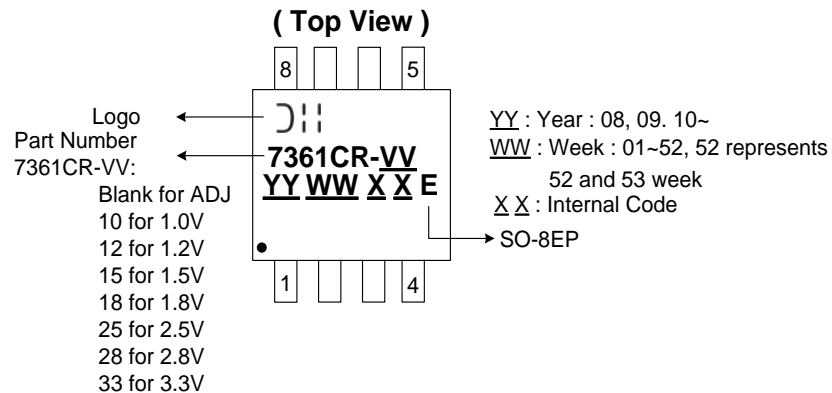 ( Top View )
8 5
Logo
Part Number
7361CR-VV:
Blank for ADJ
10 for 1.0V
12 for 1.2V
15 for 1.5V
18 for 1.8V
25 for 2.5V
28 for 2.8V
33 for 3.3V
7361CR-VV
YY WW X X E
1 4
YY : Year : 08, 09. 10~
WW : Week : 01~52, 52 represents
52 and 53 week
X X : Internal Code
SO-8EP